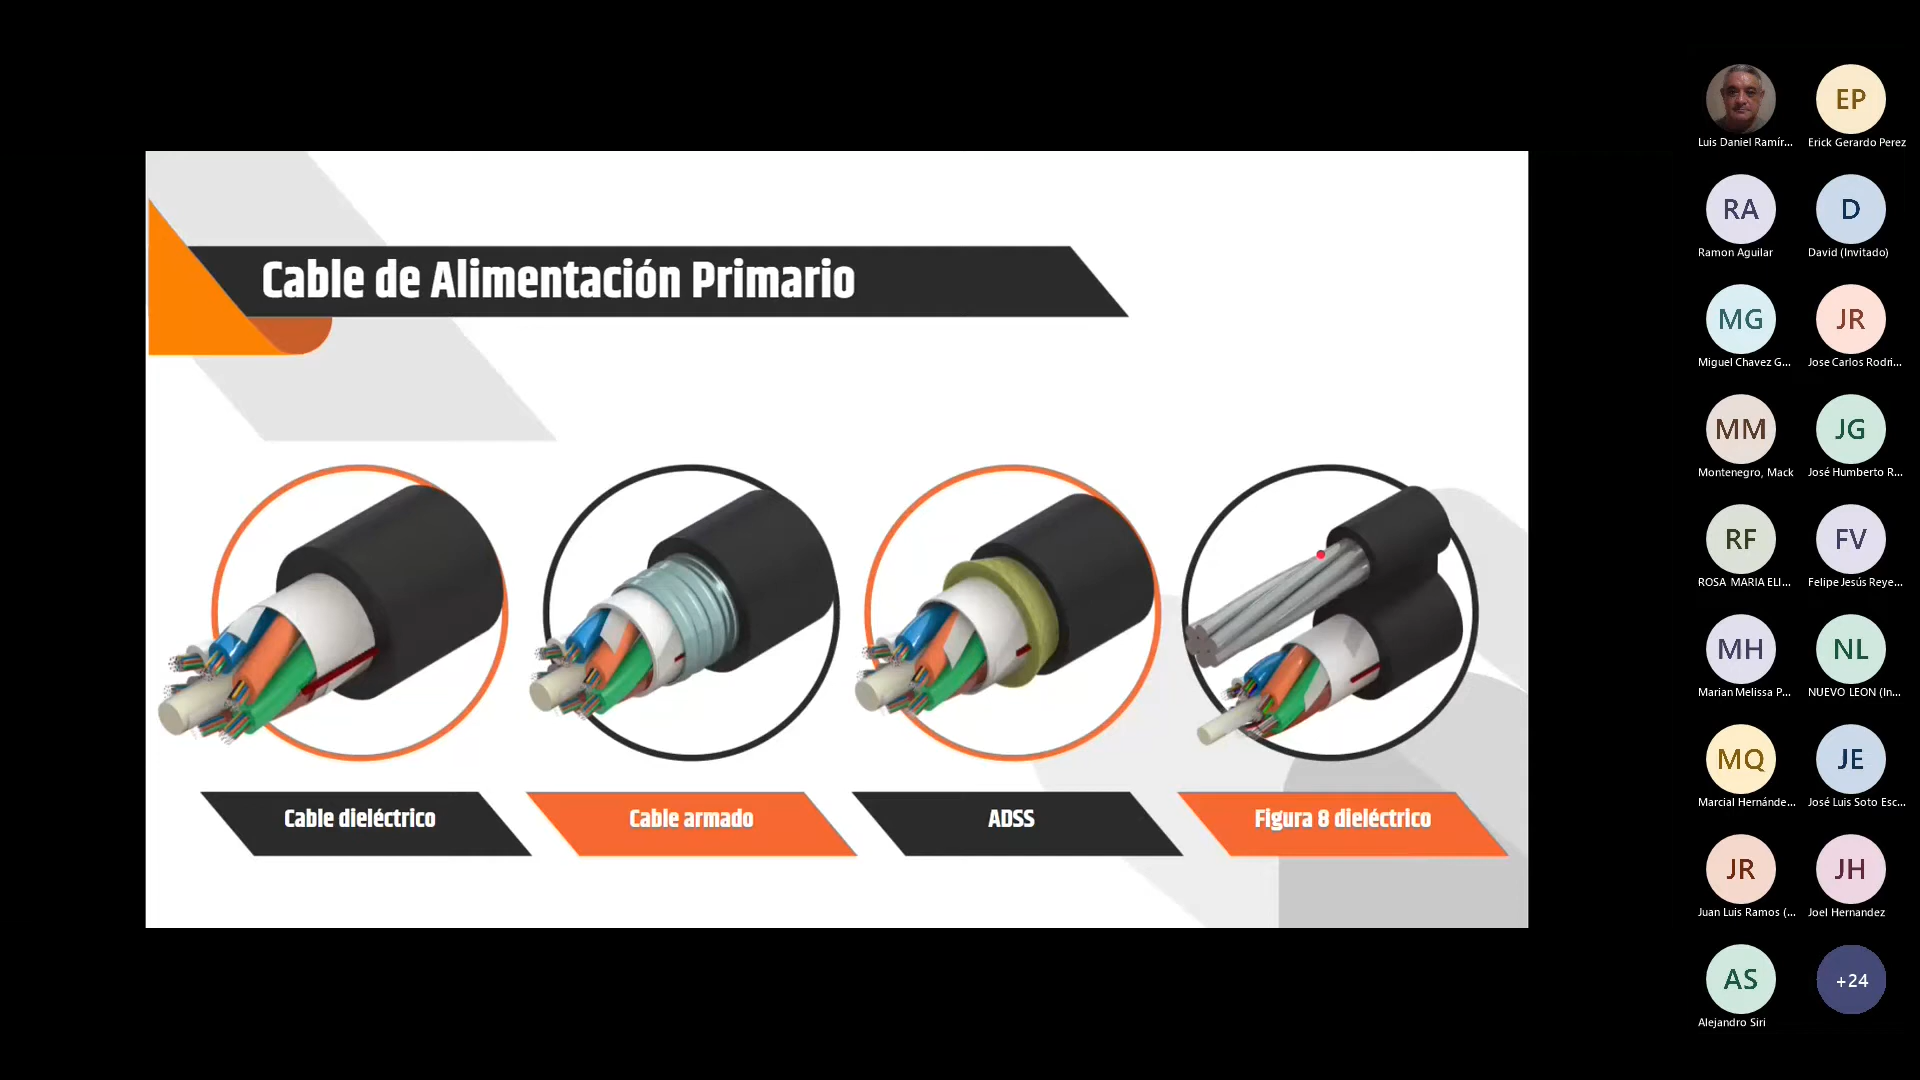 Cable de Alimentación Primario
Cable dieléctrico
Cable armado
ADSS
Figura 8 dieléctrico
Luis Daniel Ramír...
EP
Erick Gerardo Perez
RA
Ramon Aguilar
D
David (Invitado)
MG
Miguel Chavez G...
JR
Jose Carlos Rodri...
MM
Montenegro, Mack
JG
José Humberto R...
RF
ROSA MARIA ELI...
FV
Felipe Jesús Reye...
MH
Marian Melissa P...
NL
NUEVO LEON (In...
MQ
Marcial Hernánde...
JE
José Luis Soto Esc...
JR
Juan Luis Ramos (...
JH
Joel Hernandez
AS
Alejandro Siri
+24